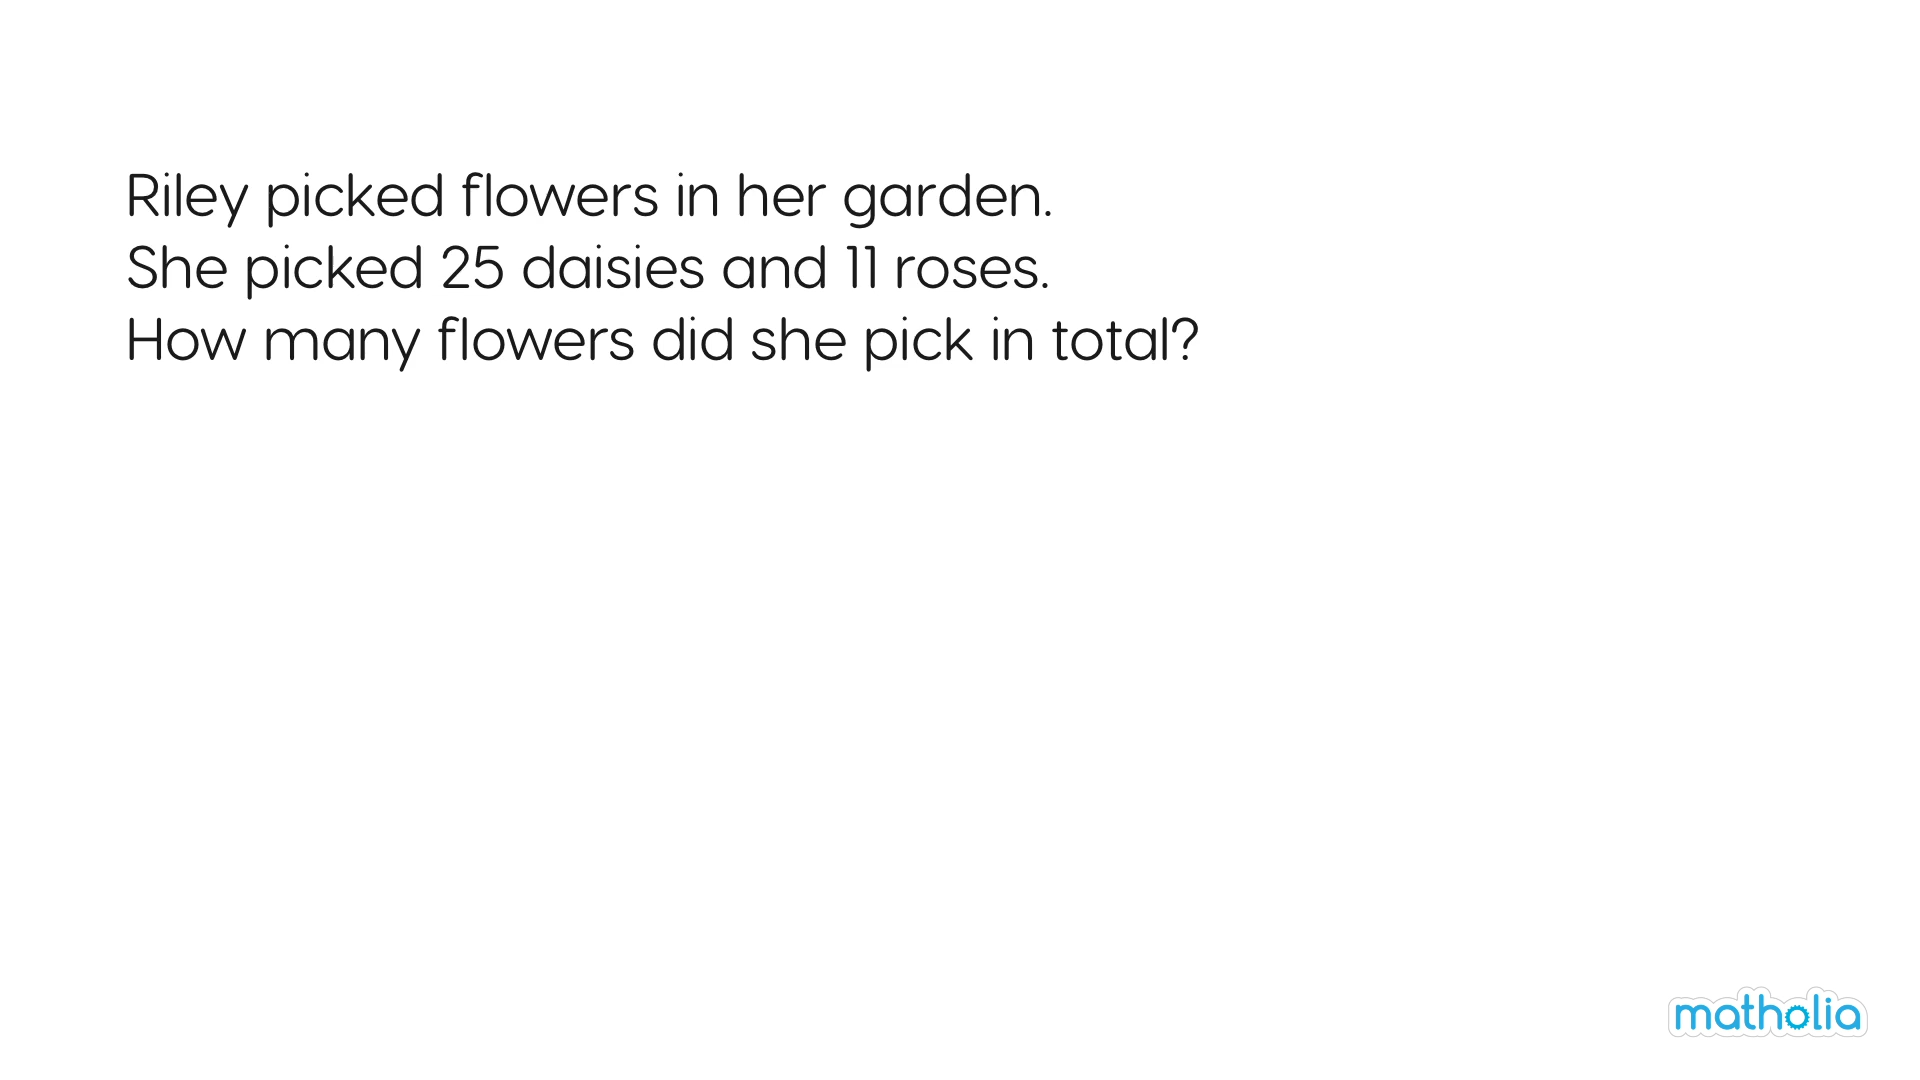 Riley picked flowers in her garden.
She picked 25 daisies and 11 roses.
How many flowers did she pick in total?
matholia